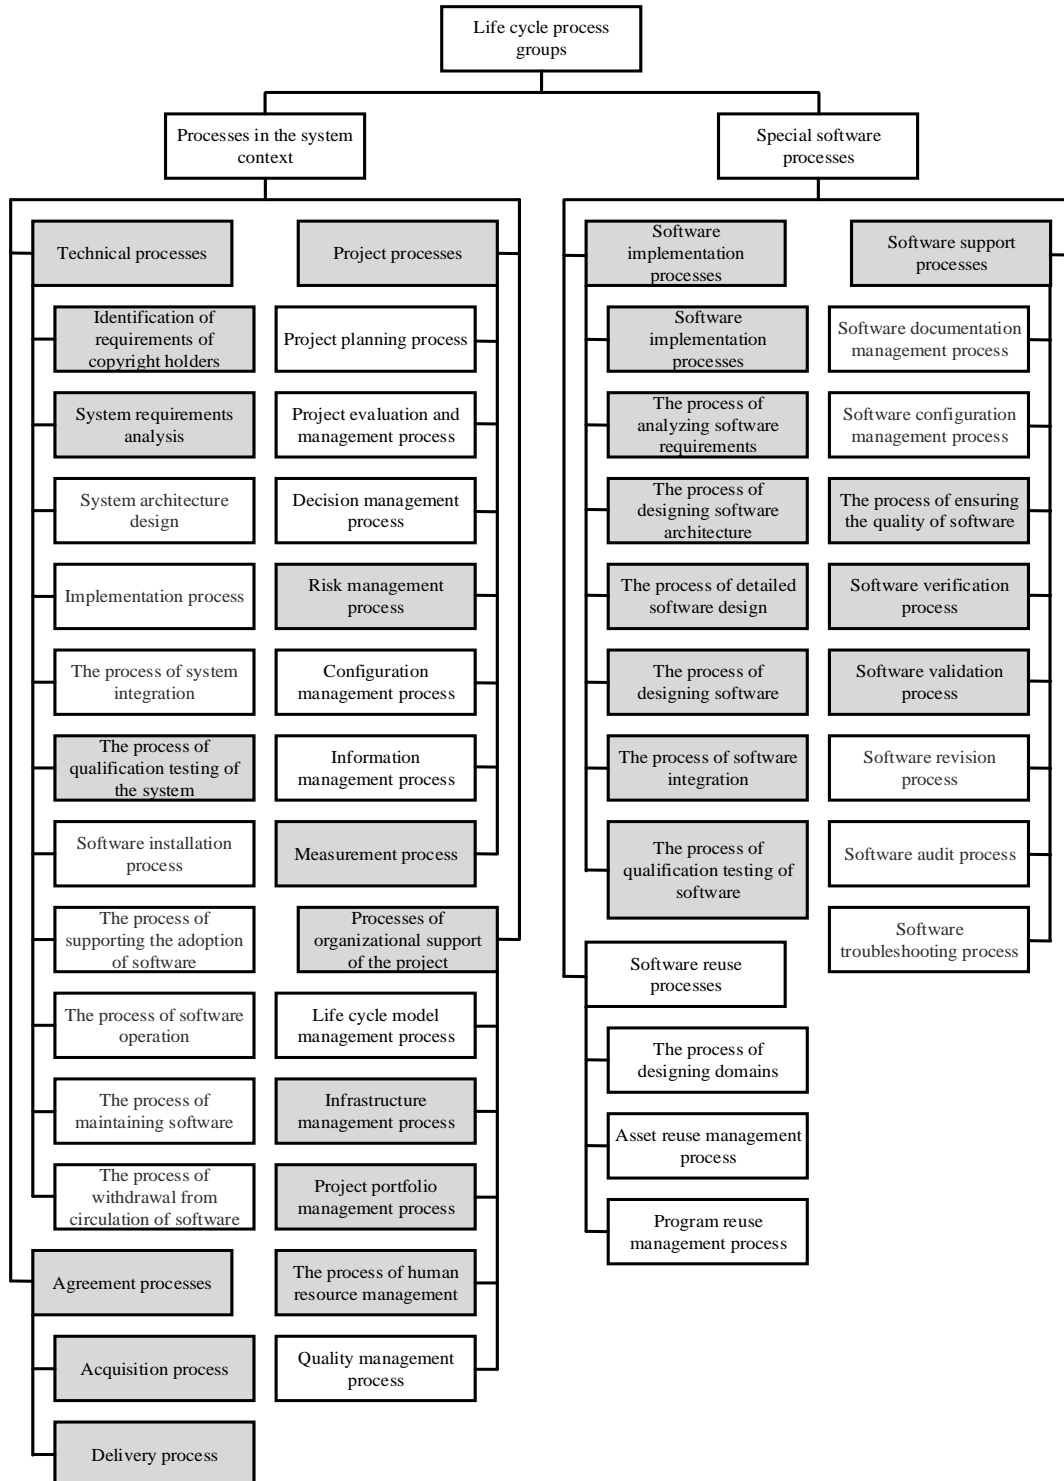 Life cycle process
groups
Processes in the system
context
Special software
processes
Technical processes
Identification of
requirements of
copyright holders
System requirements
analysis
System architecture
design
Implementation process
The process of system
integration
The process of
qualification testing of
the system
Software installation
process
The process of
supporting the adoption
of software
The process of software
operation
The process of
maintaining software
The process of
withdrawal from
circulation of software
Agreement processes
Acquisition process
Delivery process
Project processes
Project planning process
Project evaluation and
management process
Decision management
process
Risk management
process
Configuration
management process
Information
management process
Measurement process
Processes of
organizational support
of the project
Life cycle model
management process
Infrastructure
management process
Project portfolio
management process
The process of human
resource management
Quality management
process
Software
implementation
processes
Software
implementation
processes
The process of
analyzing software
requirements
The process of
designing software
architecture
The process of detailed
software design
The process of
designing software
The process of software
integration
The process of
qualification testing of
software
Software reuse
processes
The process of
designing domains
Asset reuse management
process
Program reuse
management process
Software support
processes
Software documentation
management process
Software configuration
management process
The process of ensuring
the quality of software
Software verification
process
Software validation
process
Software revision
process
Software audit process
Software
troubleshooting process